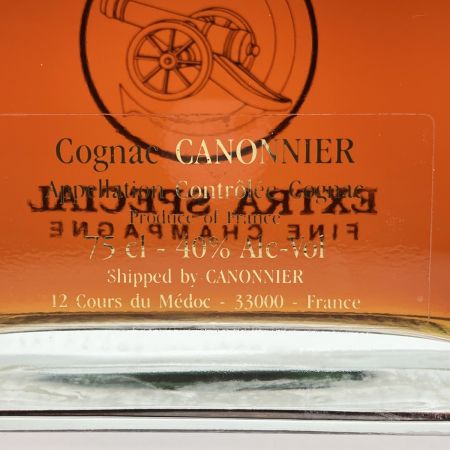 Cognac CANONNIER
Appellation Contrôlée Cognac
EXTRA SPECIAL
Produce of France
FINE CHAMPAGNE
75 cl - 40% Alc-Vol
Shipped by CANONNIER
12 Cours du Médoc - 33000 - France